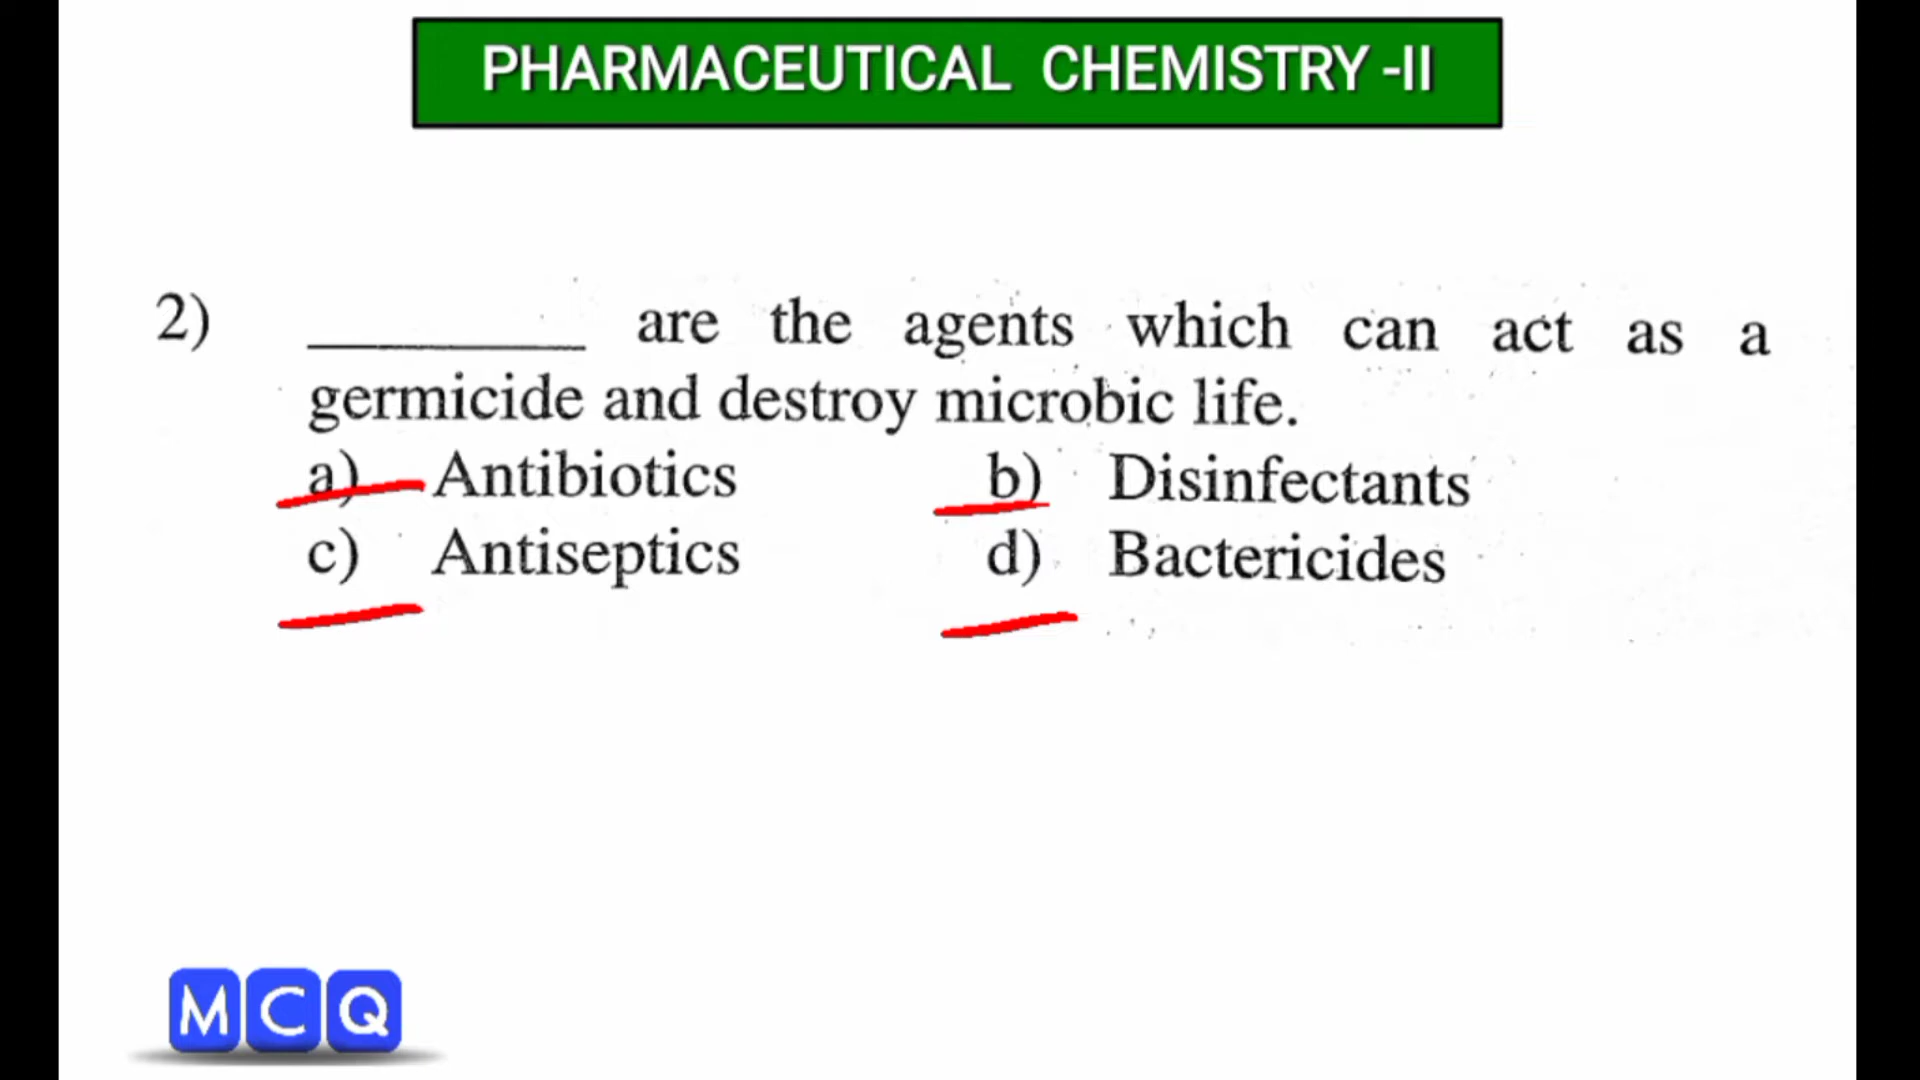 PHARMACEUTICAL CHEMISTRY -II
2) __________ are the agents which can act as a
germicide and destroy microbic life.
a) Antibiotics b) Disinfectants
c) Antiseptics d) Bactericides
MCQ